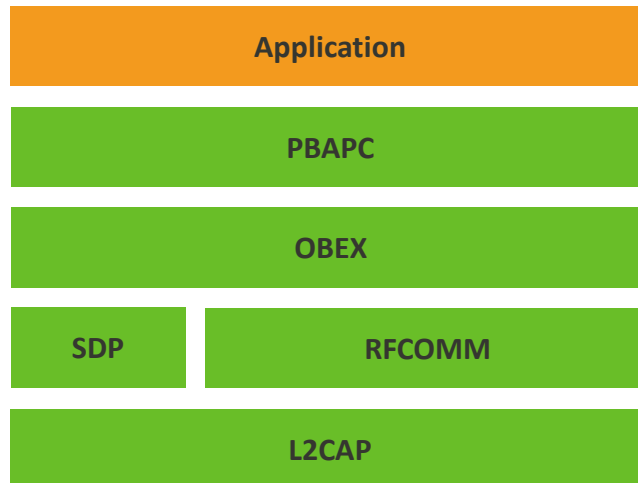 Application
PBAPC
OBEX
SDP
RFCOMM
L2CAP